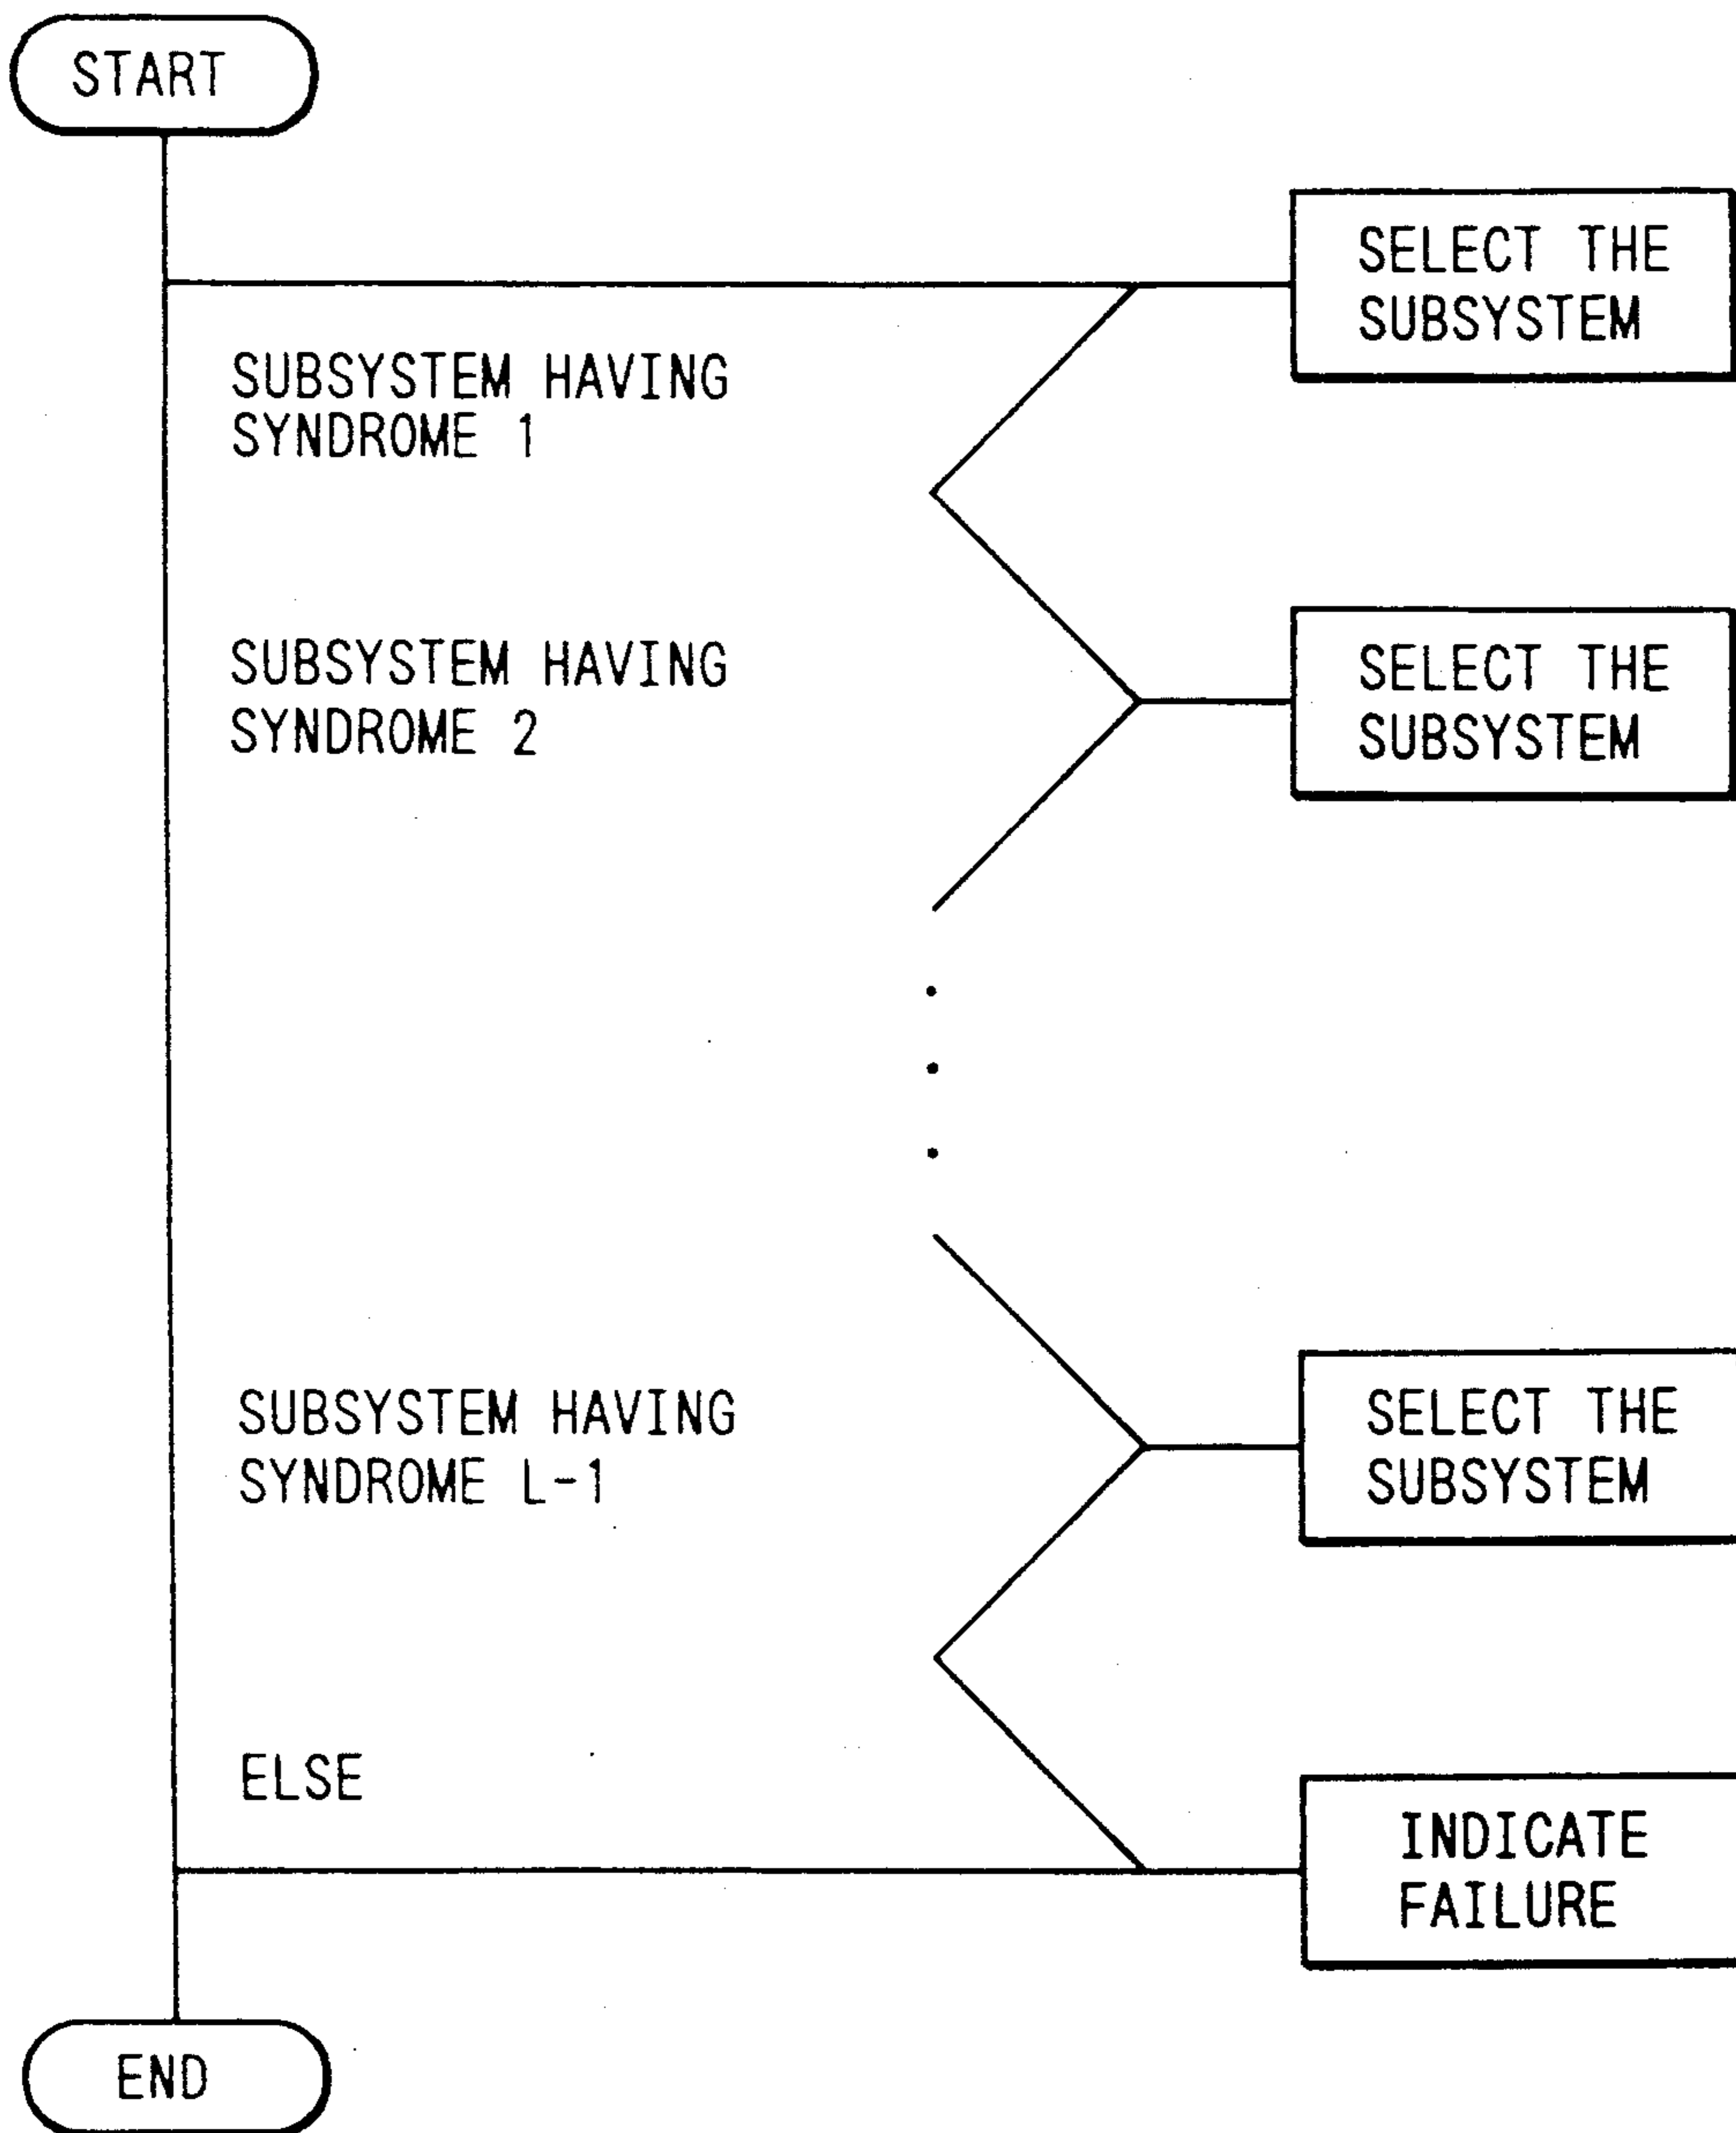 START
SELECT THE
SUBSYSTEM
SUBSYSTEM HAVING
SYNDROME 1
SUBSYSTEM HAVING
SYNDROME 2
SELECT THE
SUBSYSTEM
SUBSYSTEM HAVING
SYNDROME L-1
SELECT THE
SUBSYSTEM
ELSE
INDICATE
FAILURE
END